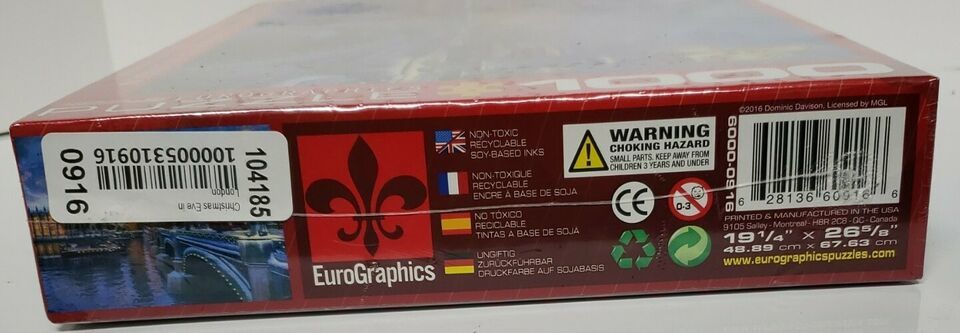 1000
PUZZLE
104185
1000005310916
0916
Christmas Eve in
London
EuroGraphics
NON-TOXIC
RECYCLABLE
SOY-BASED INKS
NON-TOXIQUE
RECYCLABLE
ENCRE À BASE DE SOJA
NO TÓXICO
RECICLABLE
TINTAS A BASE DE SOJA
UNGIFTIG
ZURÜCKFÜHRBAR
DRUCKFARBE AUF SOJABASIS
WARNING
CHOKING HAZARD
SMALL PARTS. KEEP AWAY FROM
CHILDREN 3 YEARS AND UNDER
CE
0-3
©2016 Dominic Davison, Licensed by MGL
6000-0916
6 28136 60916 6
PRINTED & MANUFACTURED IN THE USA
9105 Salley - Montreal - H8R 2C8 - QC - Canada
19 1/4" x 26 5/8"
48.89 cm x 67.63 cm
www.eurographicspuzzles.com